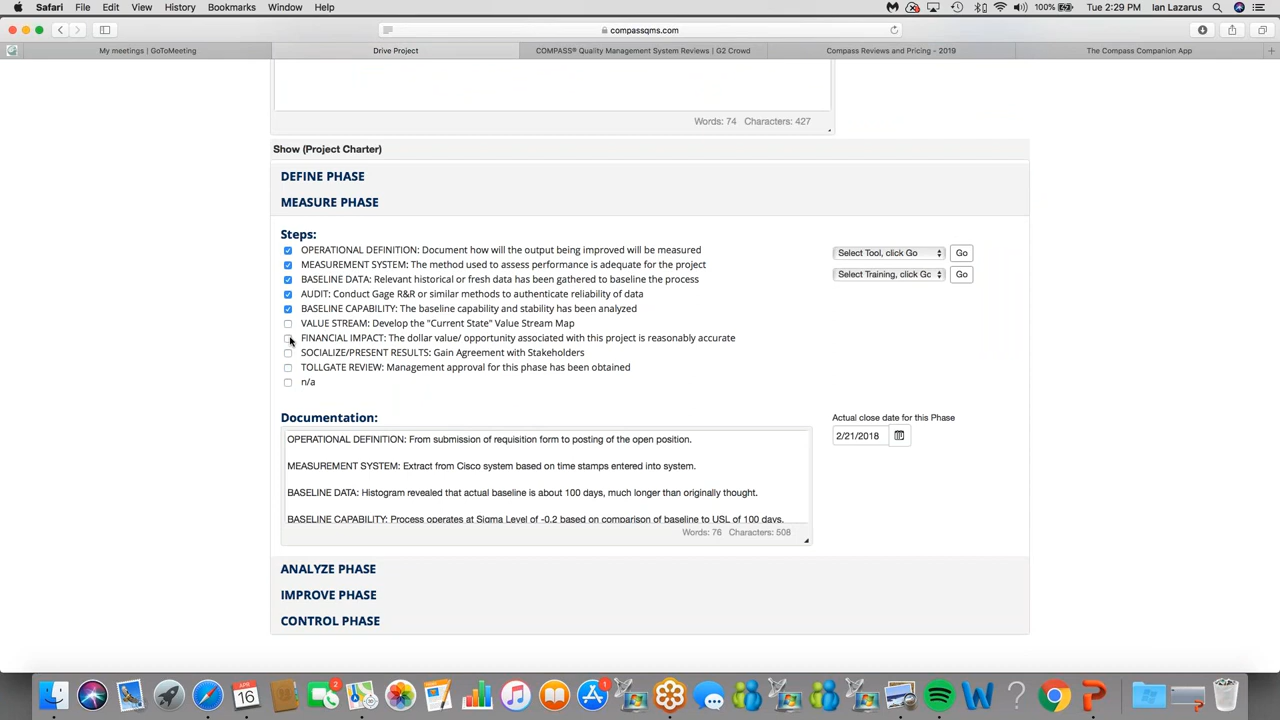 Safari File Edit View History Bookmarks Window Help 100% Tue 2:29 PM Ian Lazarus
compassqms.com
My meetings | GoToMeeting Drive Project COMPASS® Quality Management System Reviews | G2 Crowd Compass Reviews and Pricing - 2019 The Compass Companion App
Words: 74 Characters: 427
Show (Project Charter)
DEFINE PHASE
MEASURE PHASE
Steps:
OPERATIONAL DEFINITION: Document how will the output being improved will be measured
Select Tool, click Go Go
MEASUREMENT SYSTEM: The method used to assess performance is adequate for the project
Select Training, click Gc Go
BASELINE DATA: Relevant historical or fresh data has been gathered to baseline the process
AUDIT: Conduct Gage R&R or similar methods to authenticate reliability of data
BASELINE CAPABILITY: The baseline capability and stability has been analyzed
VALUE STREAM: Develop the "Current State" Value Stream Map
FINANCIAL IMPACT: The dollar value/ opportunity associated with this project is reasonably accurate
SOCIALIZE/PRESENT RESULTS: Gain Agreement with Stakeholders
TOLLGATE REVIEW: Management approval for this phase has been obtained
n/a
Documentation:
Actual close date for this Phase
2/21/2018
OPERATIONAL DEFINITION: From submission of requisition form to posting of the open position.
MEASUREMENT SYSTEM: Extract from Cisco system based on time stamps entered into system.
BASELINE DATA: Histogram revealed that actual baseline is about 100 days, much longer than originally thought.
BASELINE CAPABILITY: Process operates at Sigma Level of -0.2 based on comparison of baseline to USL of 100 days.
Words: 76 Characters: 508
ANALYZE PHASE
IMPROVE PHASE
CONTROL PHASE
APR
16
2
1